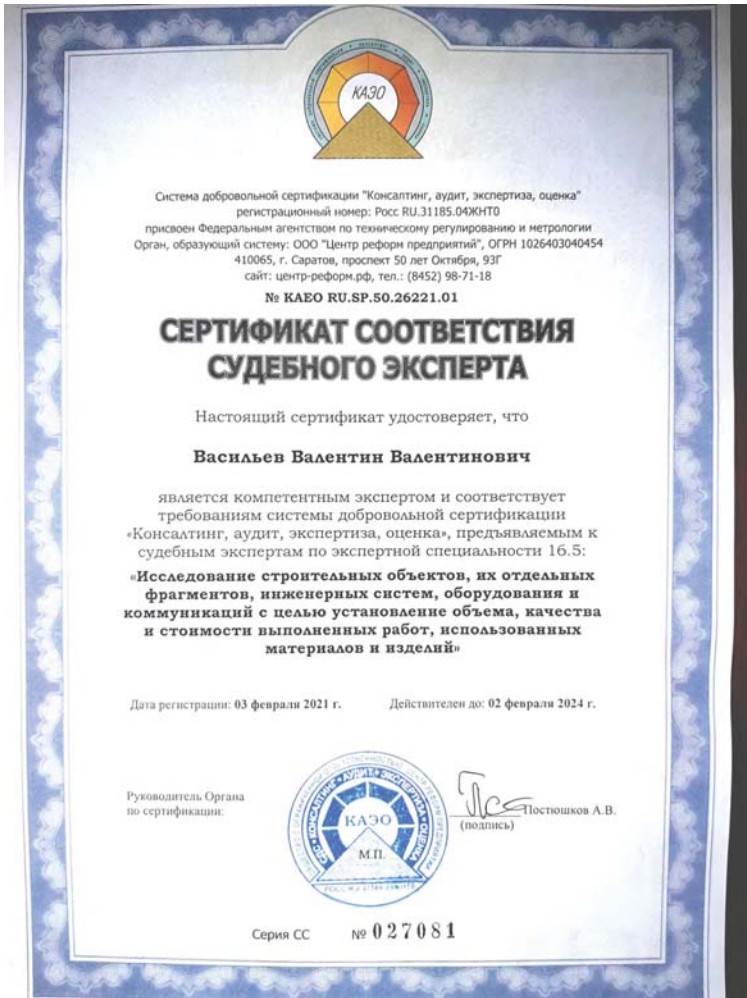 КАЭО
Система добровольной сертификации "Консалтинг, аудит, экспертиза, оценка"
регистрационный номер: Росс RU.31185.04ЖНТ0
присвоен Федеральным агентством по техническому регулированию и метрологии
Орган, образующий систему: ООО "Центр реформ предприятий", ОГРН 1026403040454
410065, г. Саратов, проспект 50 лет Октября, 93Г
сайт: центр-реформ.рф, тел.: (8452) 98-71-18
№ KAEO RU.SP.50.26221.01
СЕРТИФИКАТ СООТВЕТСТВИЯ
СУДЕБНОГО ЭКСПЕРТА
Настоящий сертификат удостоверяет, что
Васильев Валентин Валентинович
является компетентным экспертом и соответствует
требованиям системы добровольной сертификации
«Консалтинг, аудит, экспертиза, оценка», предъявляемым к
судебным экспертам по экспертной специальности 16.5:
«Исследование строительных объектов, их отдельных
фрагментов, инженерных систем, оборудования и
коммуникаций с целью установление объема, качества
и стоимости выполненных работ, использованных
материалов и изделий»
Дата регистрации: 03 февраля 2021 г. Действителен до: 02 февраля 2024 г.
Руководитель Органа
по сертификации:
СПС • КОНСАЛТИНГ • АУДИТ • ЭКСПЕРТИЗА • ОЦЕНКА
КАЭО
М.П.
Постюшков А.В.
(подпись)
Серия СС № 027081